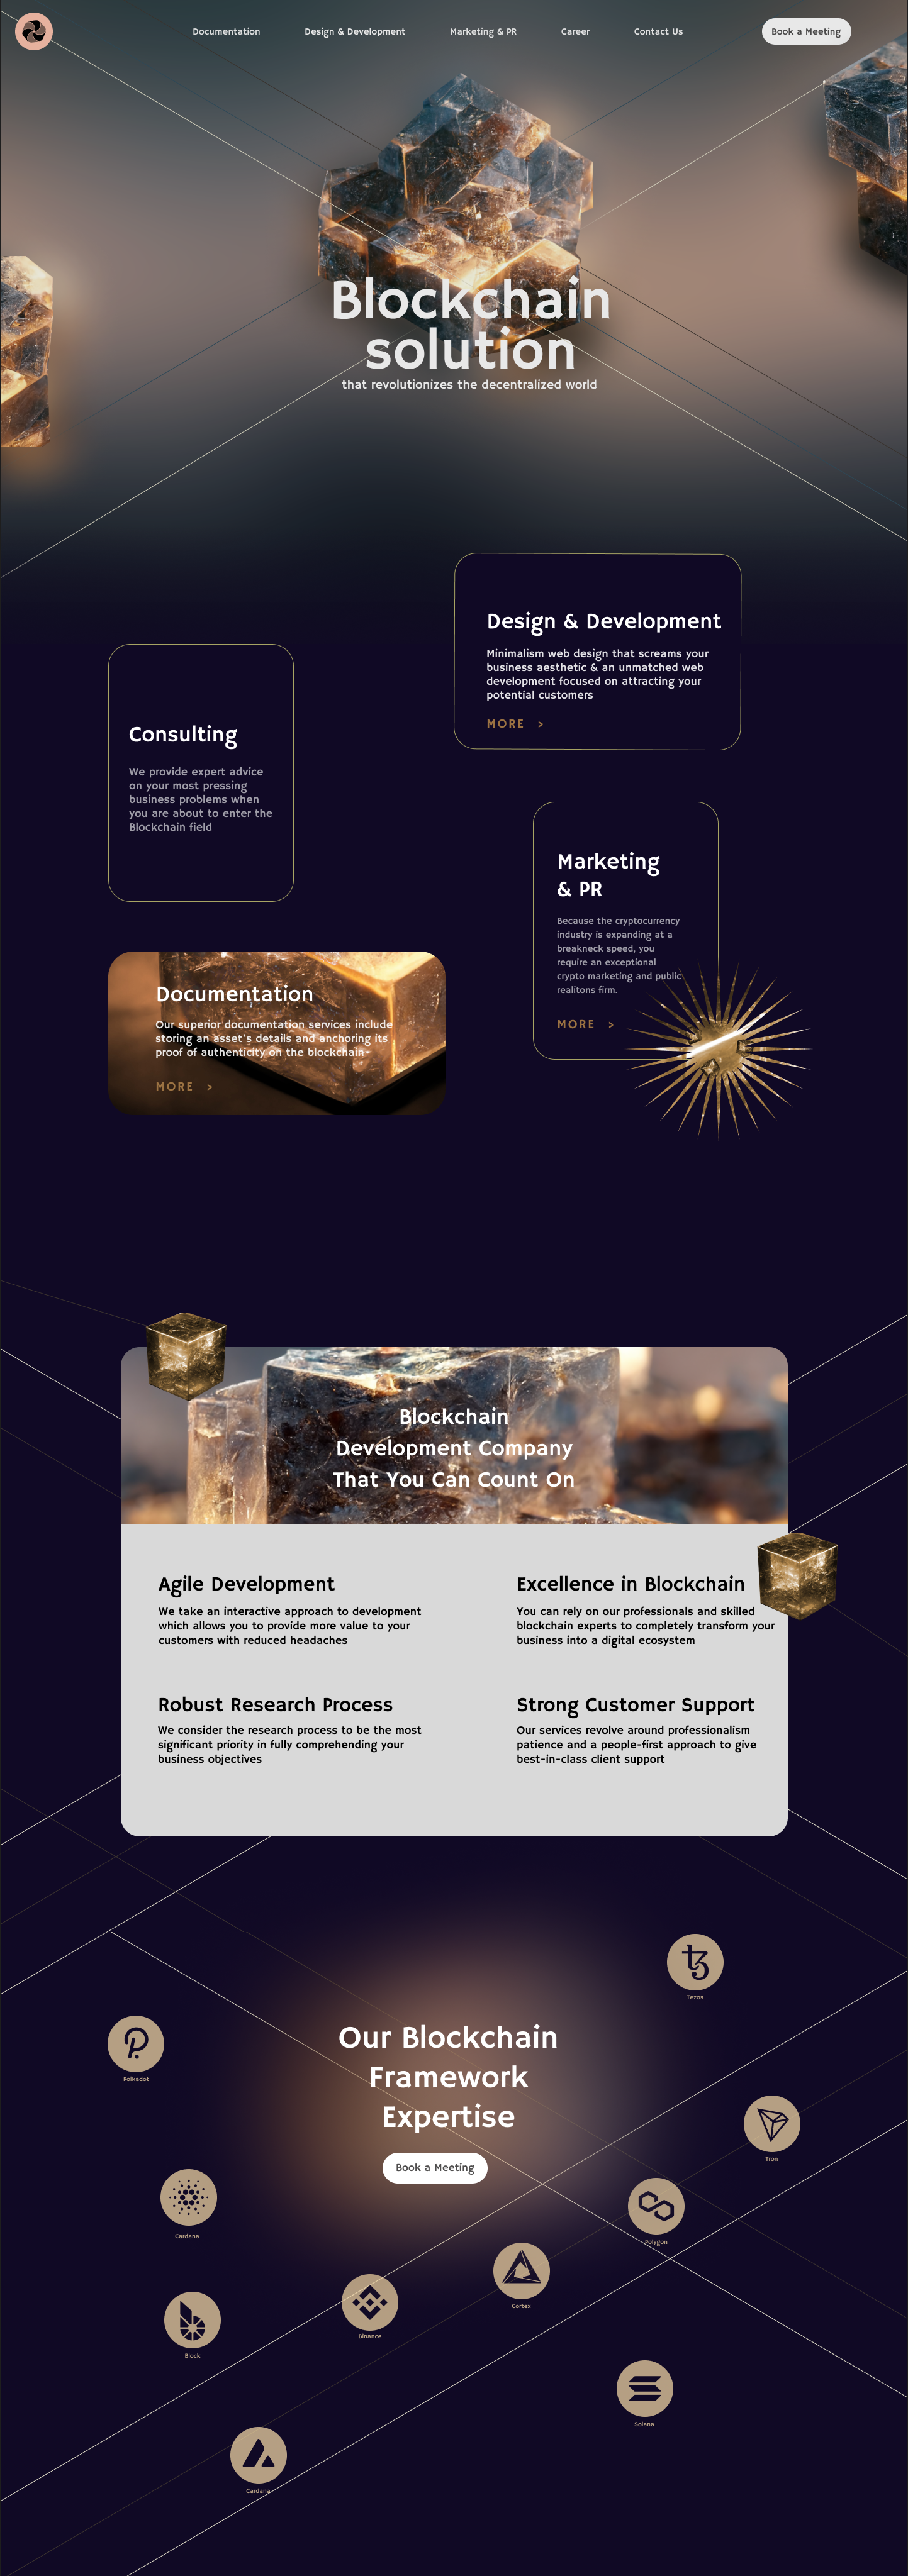 Documentation
Design & Development
Marketing & PR
Career
Contact Us
Book a Meeting
Blockchain
solution
that revolutionizes the decentralized world
Design & Development
Minimalism web design that screams your
business aesthetic & an unmatched web
development focused on attracting your
potential customers
MORE >
Consulting
We provide expert advice
on your most pressing
business problems when
you are about to enter the
Blockchain field
Marketing
& PR
Because the cryptocurrency
industry is expanding at a
breakneck speed, you
require an exceptional
crypto marketing and public
realitons firm.
MORE >
Documentation
Our superior documentation services include
storing an asset's details and anchoring its
proof of authenticity on the blockchain
MORE >
Blockchain
Development Company
That You Can Count On
Agile Development
We take an interactive approach to development
which allows you to provide more value to your
customers with reduced headaches
Excellence in Blockchain
You can rely on our professionals and skilled
blockchain experts to completely transform your
business into a digital ecosystem
Robust Research Process
We consider the research process to be the most
significant priority in fully comprehending your
business objectives
Strong Customer Support
Our services revolve around professionalism
patience and a people-first approach to give
best-in-class client support
Tezos
Our Blockchain
Framework
Expertise
Book a Meeting
Polkadot
Tron
Cardana
Polygon
Cortex
Binance
Block
Solana
Cardana